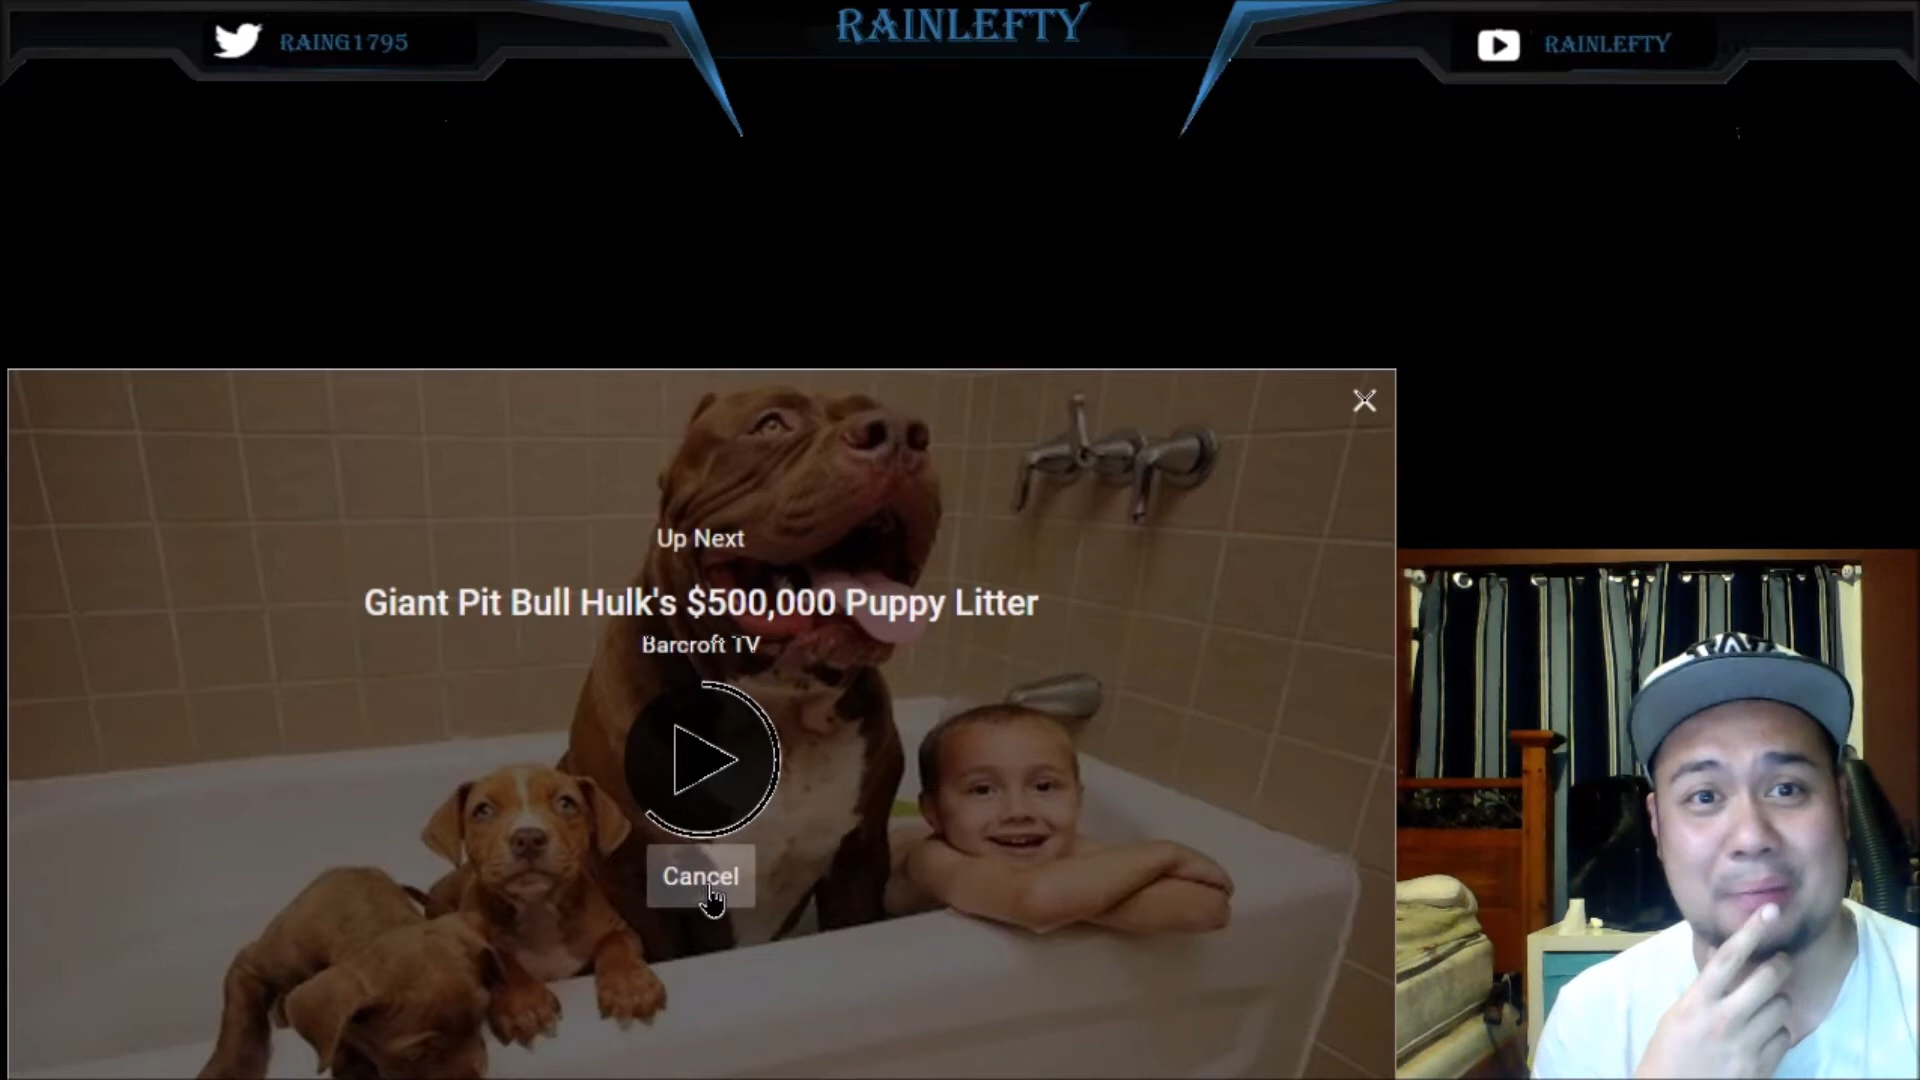 RAINLEFTY
RAING1795
RAINLEFTY
Up Next
Giant Pit Bull Hulk's $500,000 Puppy Litter
Barcroft TV
Cancel